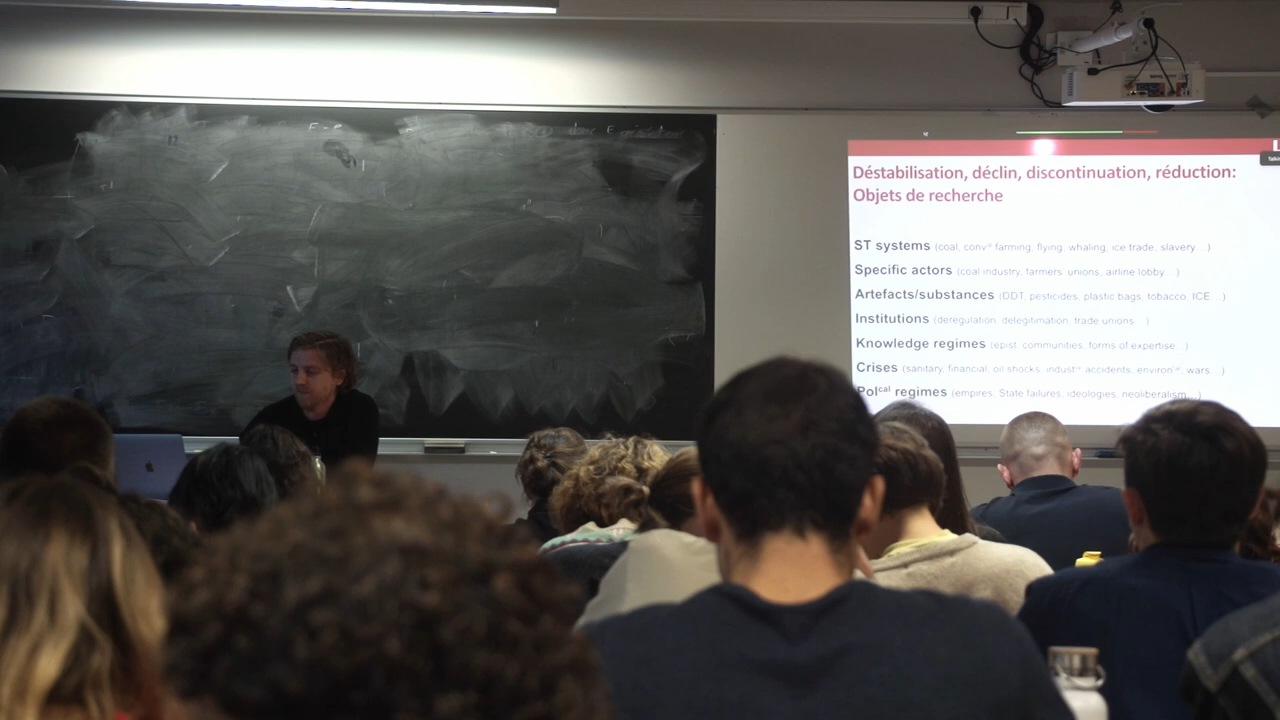 Déstabilisation, déclin, discontinuation, réduction:
Objets de recherche
ST systems (coal, convᵃˡ farming, flying, whaling, ice trade, slavery...)
Specific actors (coal industry, farmers unions, airline lobby...)
Artefacts/substances (DDT, pesticides, plastic bags, tobacco, ICE...)
Institutions (deregulation, delegitimation, trade unions...)
Knowledge regimes (epist. communities, forms of expertise...)
Crises (sanitary, financial, oil shocks, accidents, wars...)
Polᶜᵃˡ regimes (empires, State failures, ideologies, neoliberalism...)